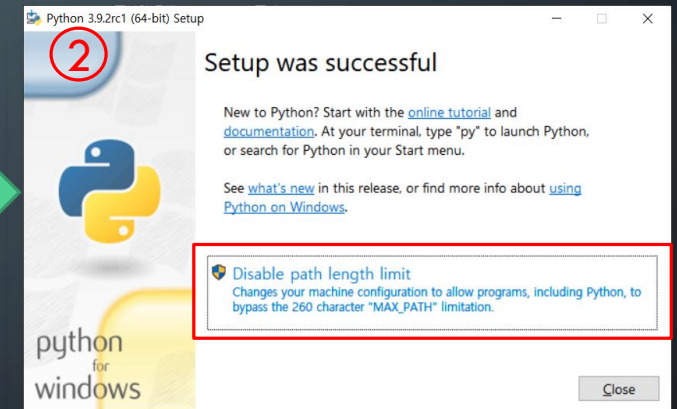 Python 3.9.2rc1 (64-bit) Setup
②
Setup was successful
New to Python? Start with the online tutorial and
documentation. At your terminal, type "py" to launch Python,
or search for Python in your Start menu.
See what's new in this release, or find more info about using
Python on Windows.
Disable path length limit
Changes your machine configuration to allow programs, including Python, to
bypass the 260 character "MAX_PATH" limitation.
python
for
windows
Close